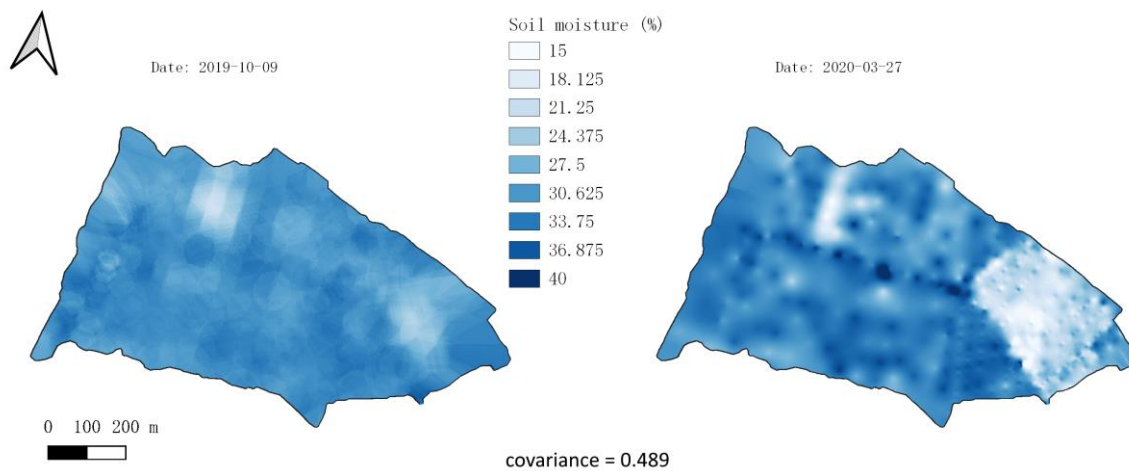 Soil moisture (%)
Date: 2019-10-09
Date: 2020-03-27
15
18.125
21.25
24.375
27.5
30.625
33.75
36.875
40
0 100 200 m
covariance = 0.489